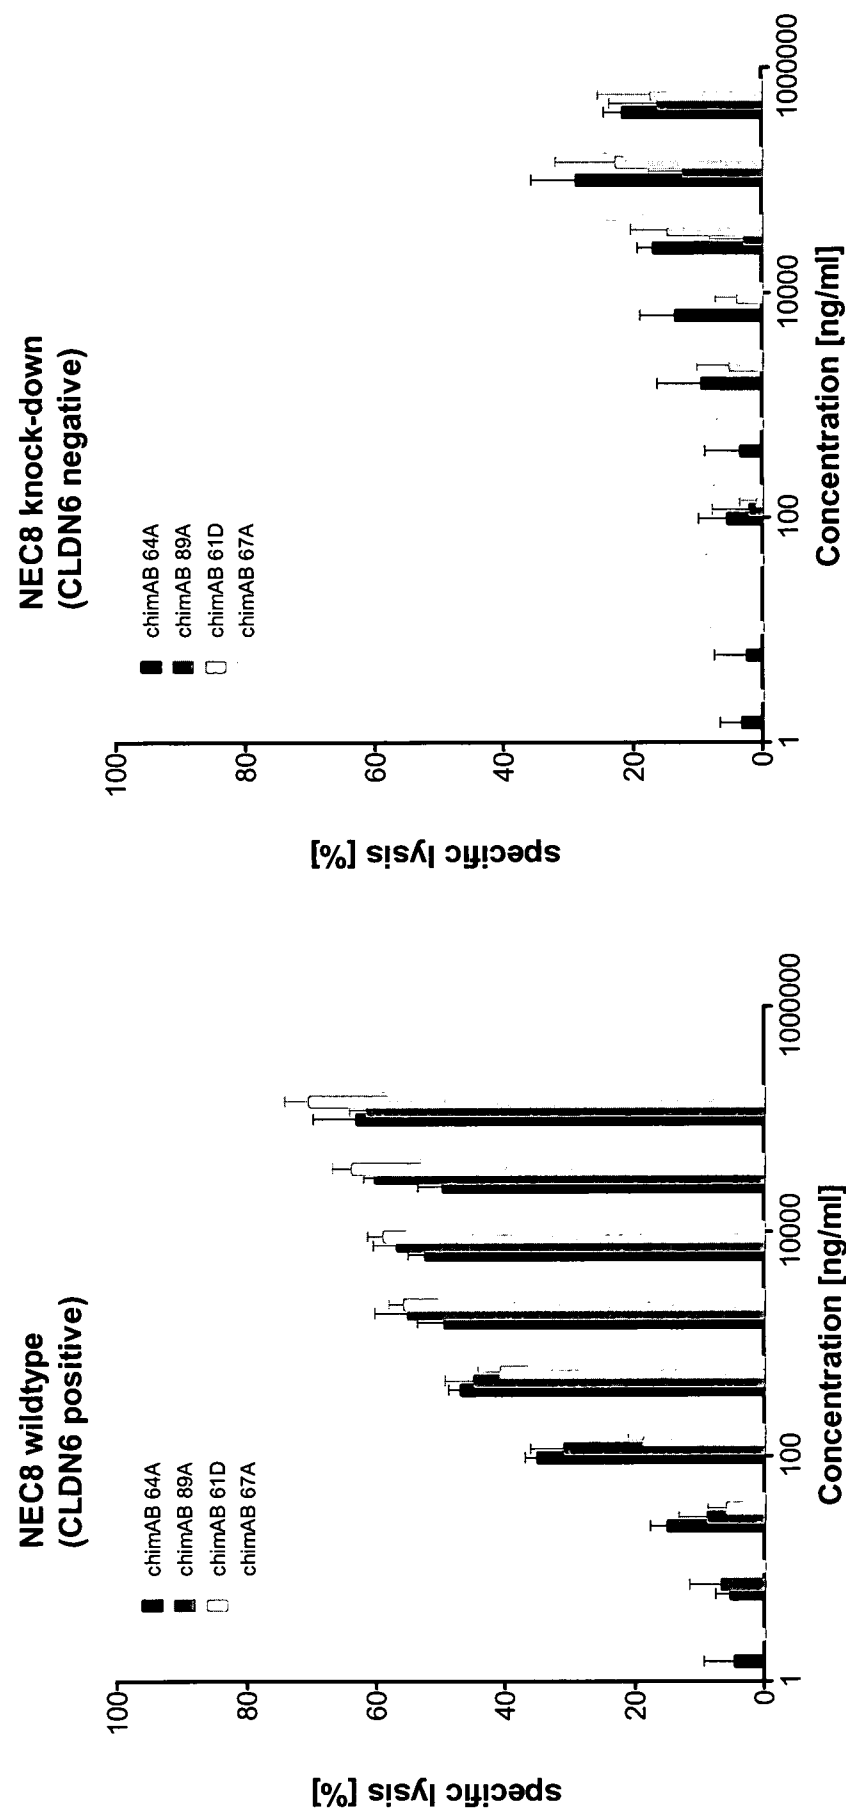 NEC8 wildtype
(CLDN6 positive)
chimAB 64A
chimAB 89A
chimAB 61D
chimAB 67A
specific lysis [%]
100
80
60
40
20
0
1
100
10000
1000000
Concentration [ng/ml]
NEC8 knock-down
(CLDN6 negative)
chimAB 64A
chimAB 89A
chimAB 61D
chimAB 67A
specific lysis [%]
100
80
60
40
20
0
1
100
10000
1000000
Concentration [ng/ml]